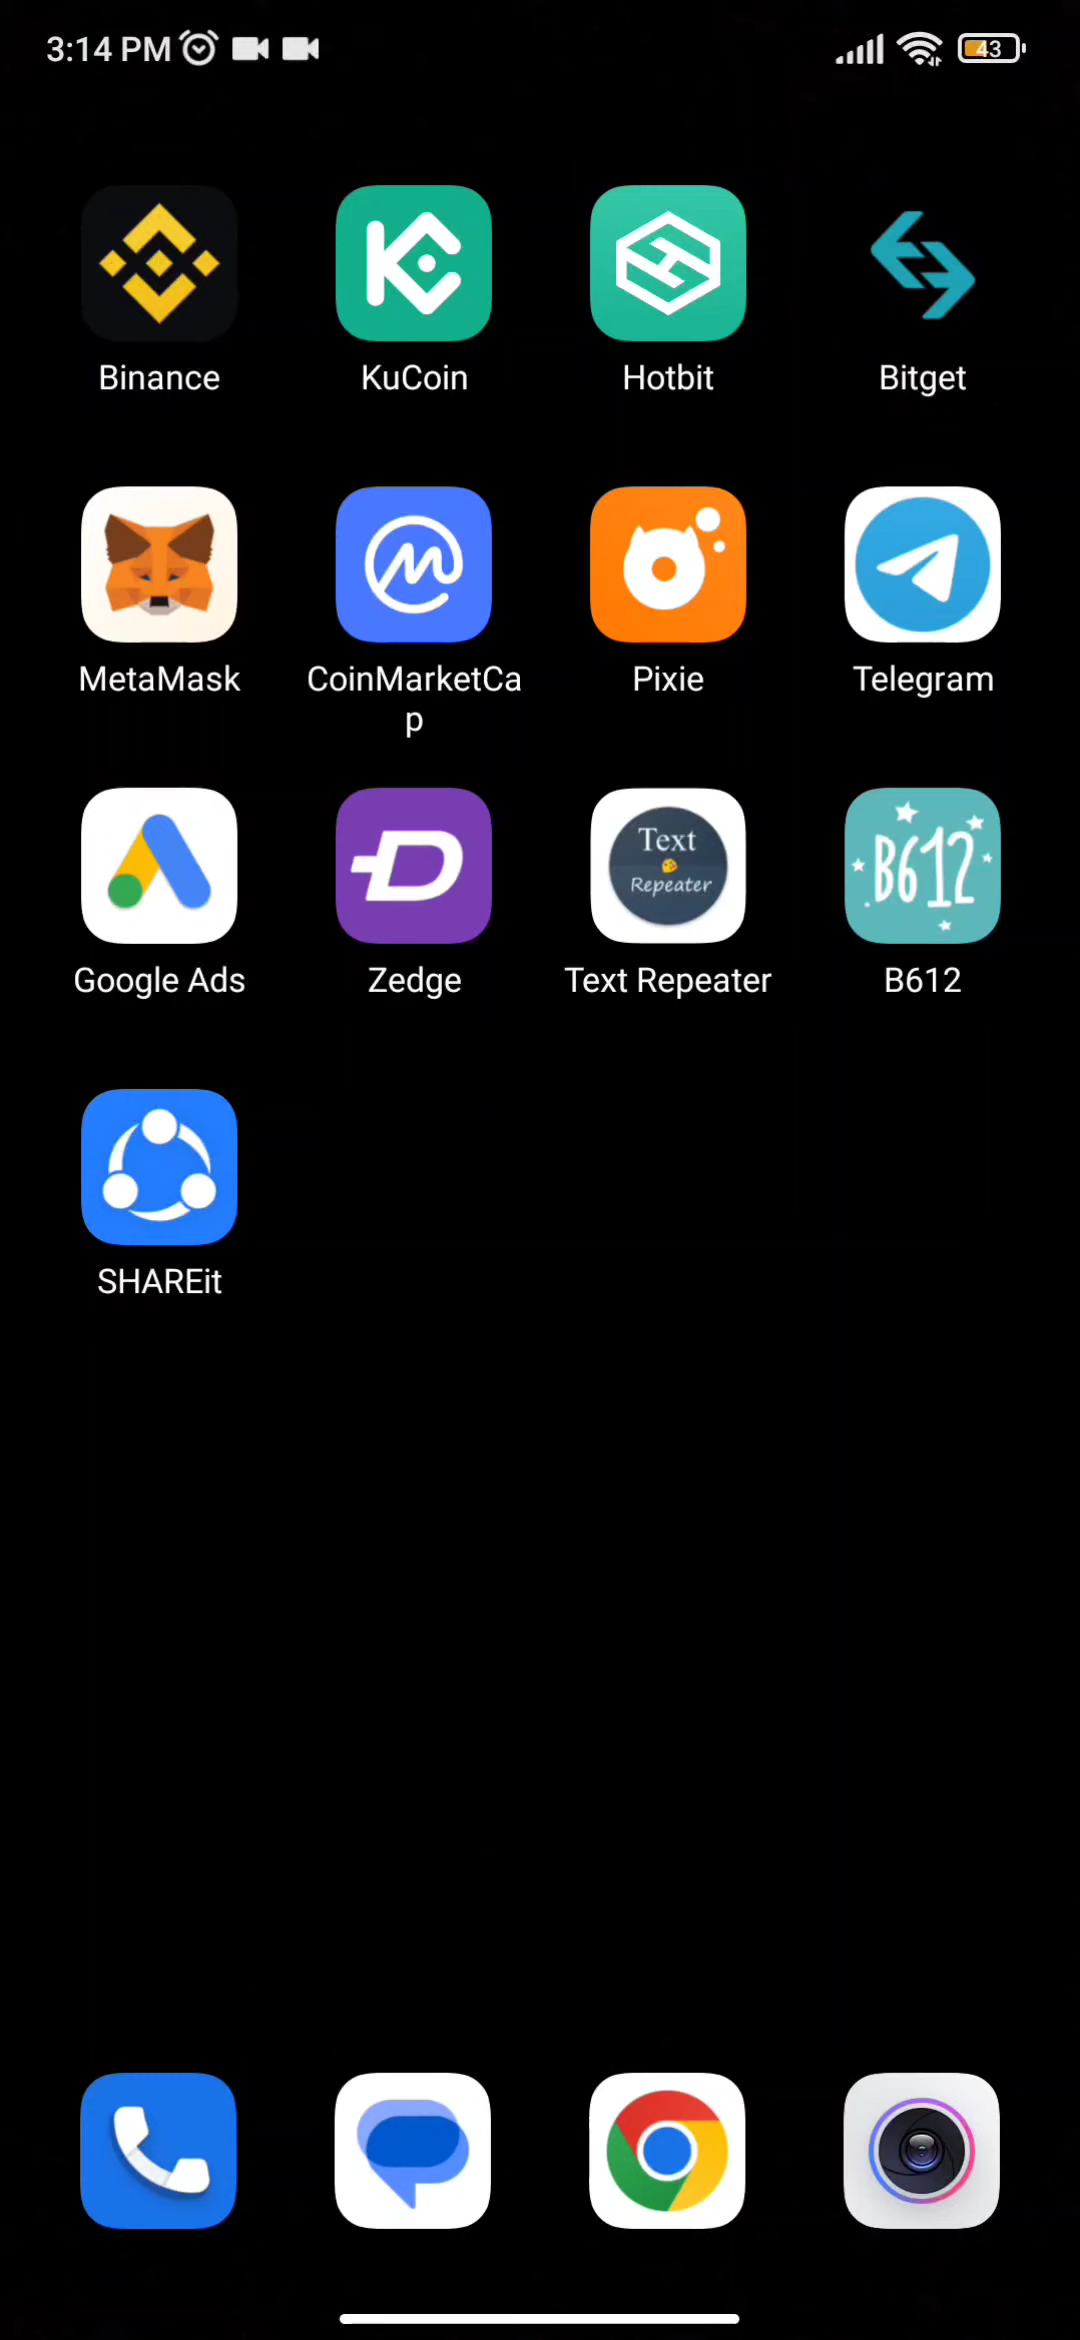 3:14 PM 43
Binance KuCoin Hotbit Bitget
MetaMask CoinMarketCa Pixie Telegram
p
Text
Repeater
B612
Google Ads Zedge Text Repeater B612
SHAREit